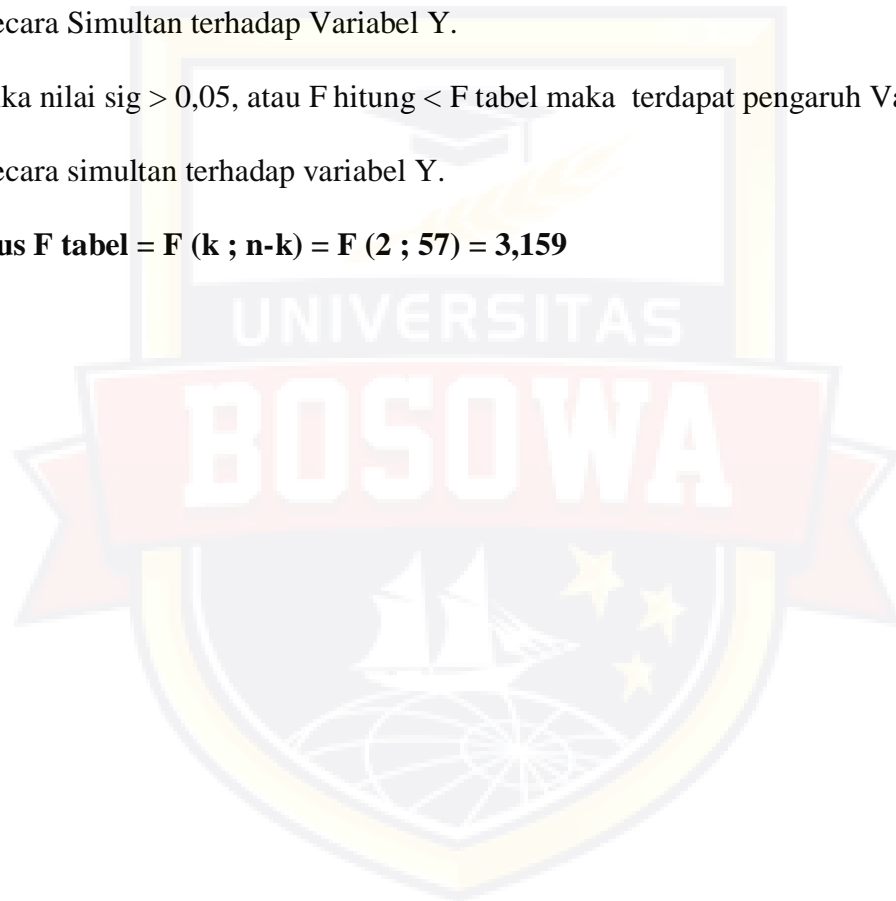 ecara Simultan terhadap Variabel Y.
ka nilai sig > 0,05, atau F hitung < F tabel maka terdapat pengaruh Va
ecara simultan terhadap variabel Y.
us F tabel = F (k ; n-k) = F (2 ; 57) = 3,159
UNIVERSITAS
BOSOWA